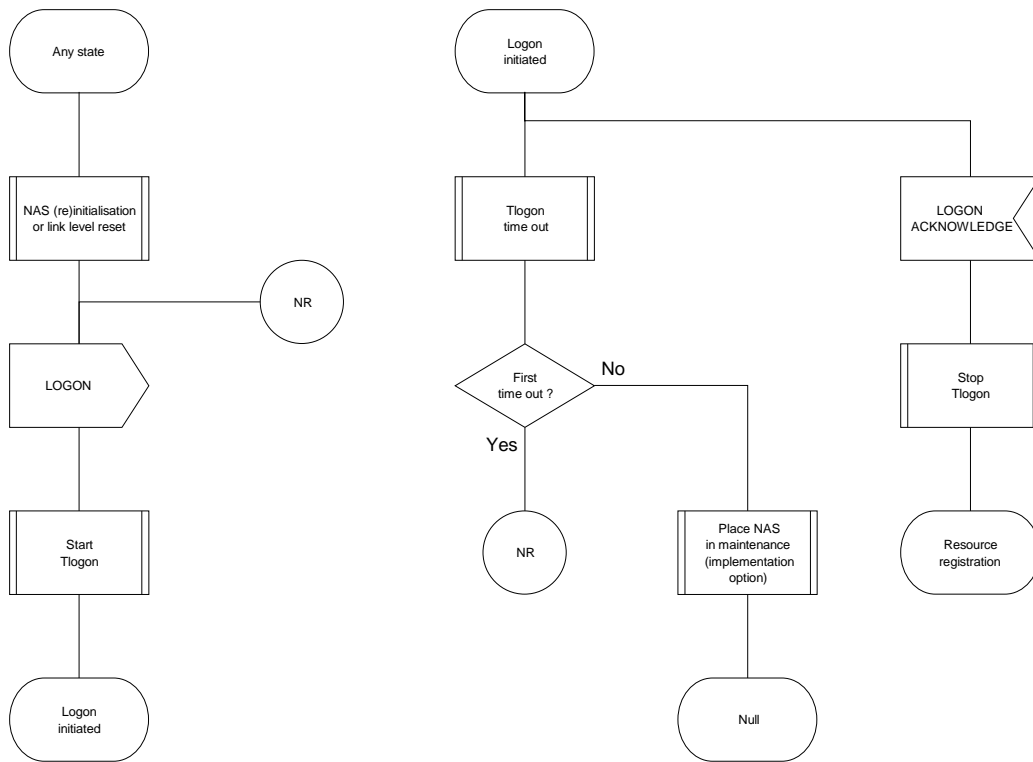 Any state
NAS (re)initialisation
or link level reset
NR
LOGON
Start
Tlogon
Logon
initiated
Logon
initiated
Tlogon
time out
First
time out ?
No
Yes
NR
Place NAS
in maintenance
(implementation
option)
Null
LOGON
ACKNOWLEDGE
Stop
Tlogon
Resource
registration